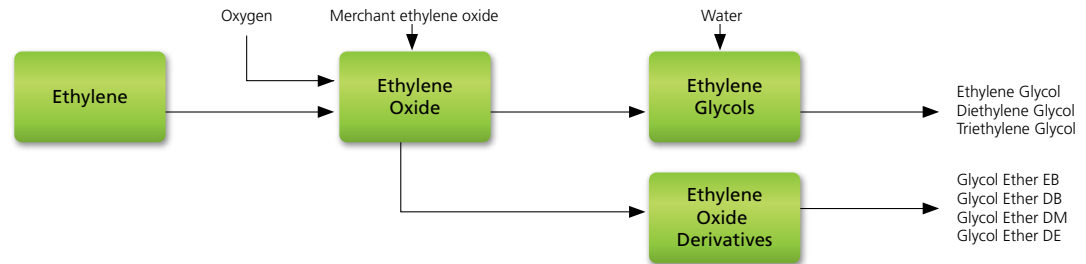 Oxygen
Merchant ethylene oxide
Water
Ethylene
Ethylene
Oxide
Ethylene
Glycols
Ethylene Glycol
Diethylene Glycol
Triethylene Glycol
Ethylene
Oxide
Derivatives
Glycol Ether EB
Glycol Ether DB
Glycol Ether DM
Glycol Ether DE